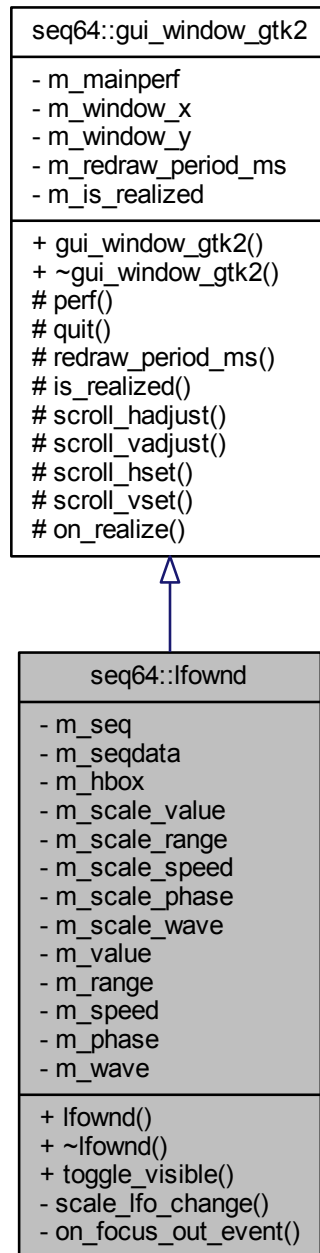 seq64::gui_window_gtk2
- m_mainperf
- m_window_x
- m_window_y
- m_redraw_period_ms
- m_is_realized
+ gui_window_gtk2()
+ ~gui_window_gtk2()
# perf()
# quit()
# redraw_period_ms()
# is_realized()
# scroll_hadjust()
# scroll_vadjust()
# scroll_hset()
# scroll_vset()
# on_realize()
seq64::lfownd
- m_seq
- m_seqdata
- m_hbox
- m_scale_value
- m_scale_range
- m_scale_speed
- m_scale_phase
- m_scale_wave
- m_value
- m_range
- m_speed
- m_phase
- m_wave
+ lfownd()
+ ~lfownd()
+ toggle_visible()
- scale_lfo_change()
- on_focus_out_event()